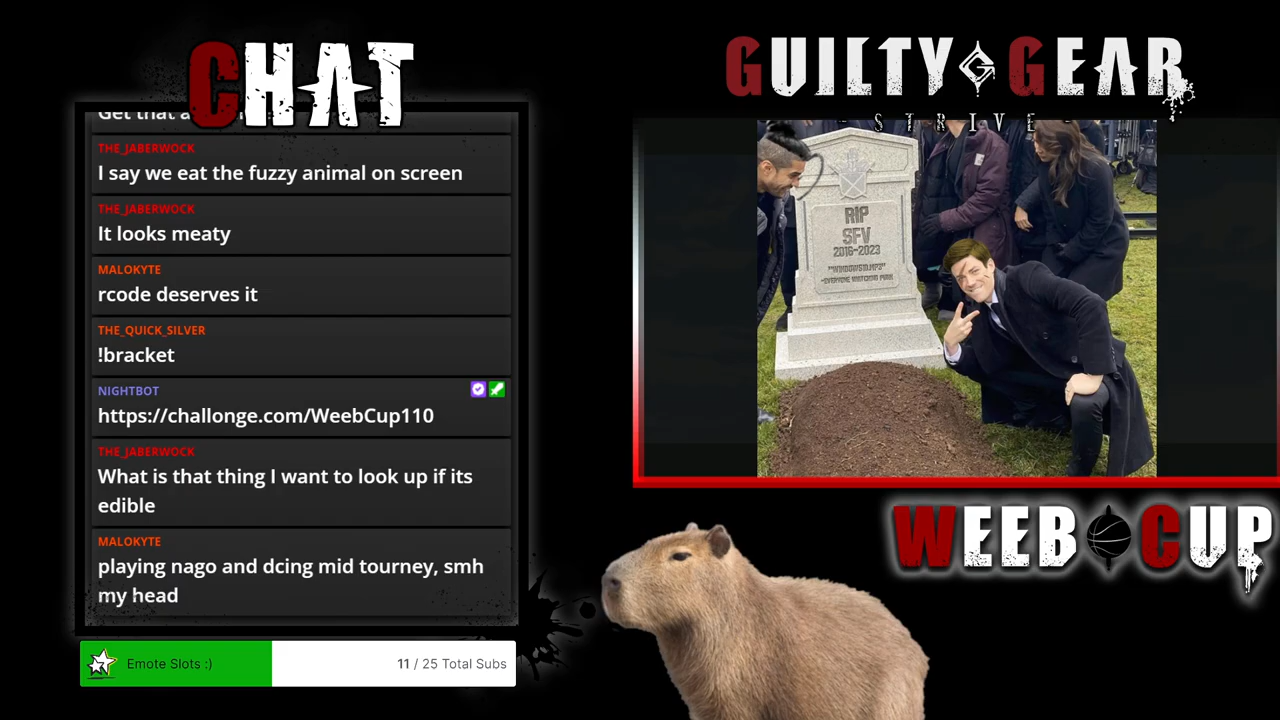 CHAT
Get that a
THE_JABERWOCK
I say we eat the fuzzy animal on screen
THE_JABERWOCK
It looks meaty
MALOKYTE
rcode deserves it
THE_QUICK_SILVER
!bracket
NIGHTBOT
https://challonge.com/WeebCup110
THE_JABERWOCK
What is that thing I want to look up if its
edible
MALOKYTE
playing nago and dcing mid tourney, smh
my head
Emote Slots :)
11 / 25 Total Subs
GUILTY GEAR
- STRIVE -
RIP
SFV
2016-2023
-EVERYONE WATCHING
WEEB CUP